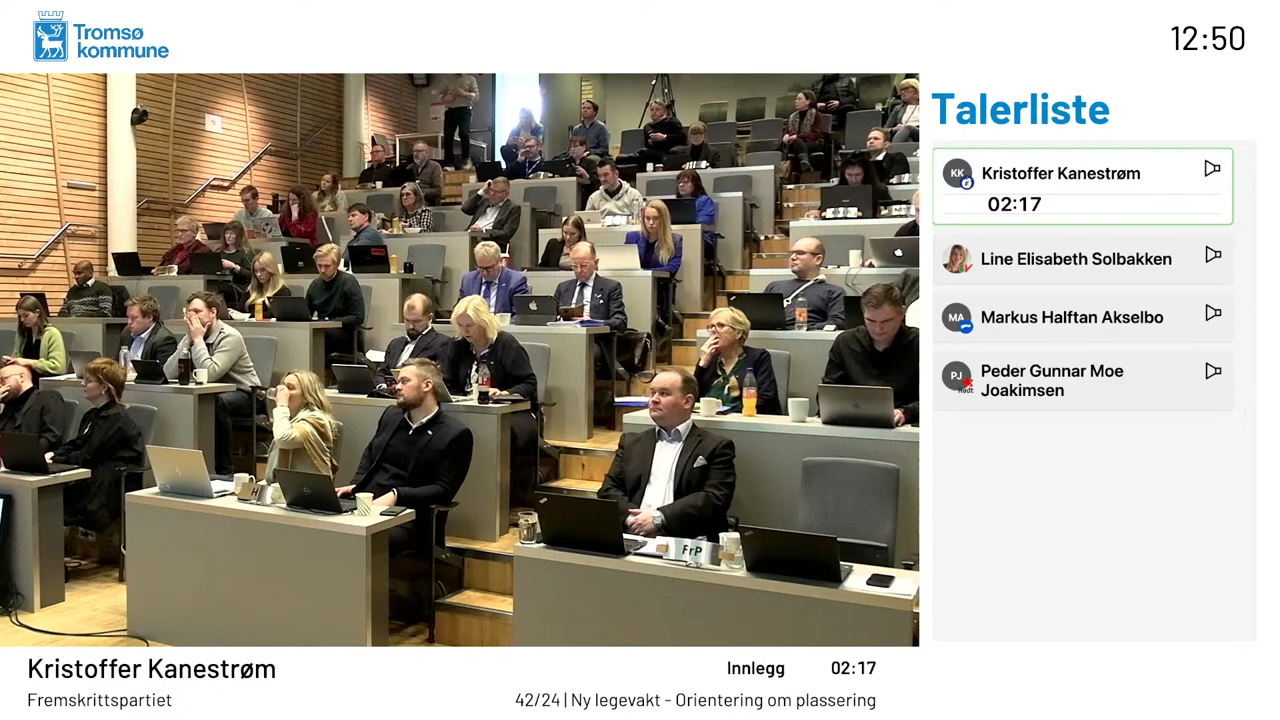 Tromsø
kommune
12:50
Talerliste
KK
Kristoffer Kanestrøm
02:17
Line Elisabeth Solbakken
MA
Markus Halftan Akselbo
PJ
Rødt
Peder Gunnar Moe
Joakimsen
H
FrP
Kristoffer Kanestrøm
Innlegg
02:17
Fremskrittspartiet
42/24 | Ny legevakt - Orientering om plassering